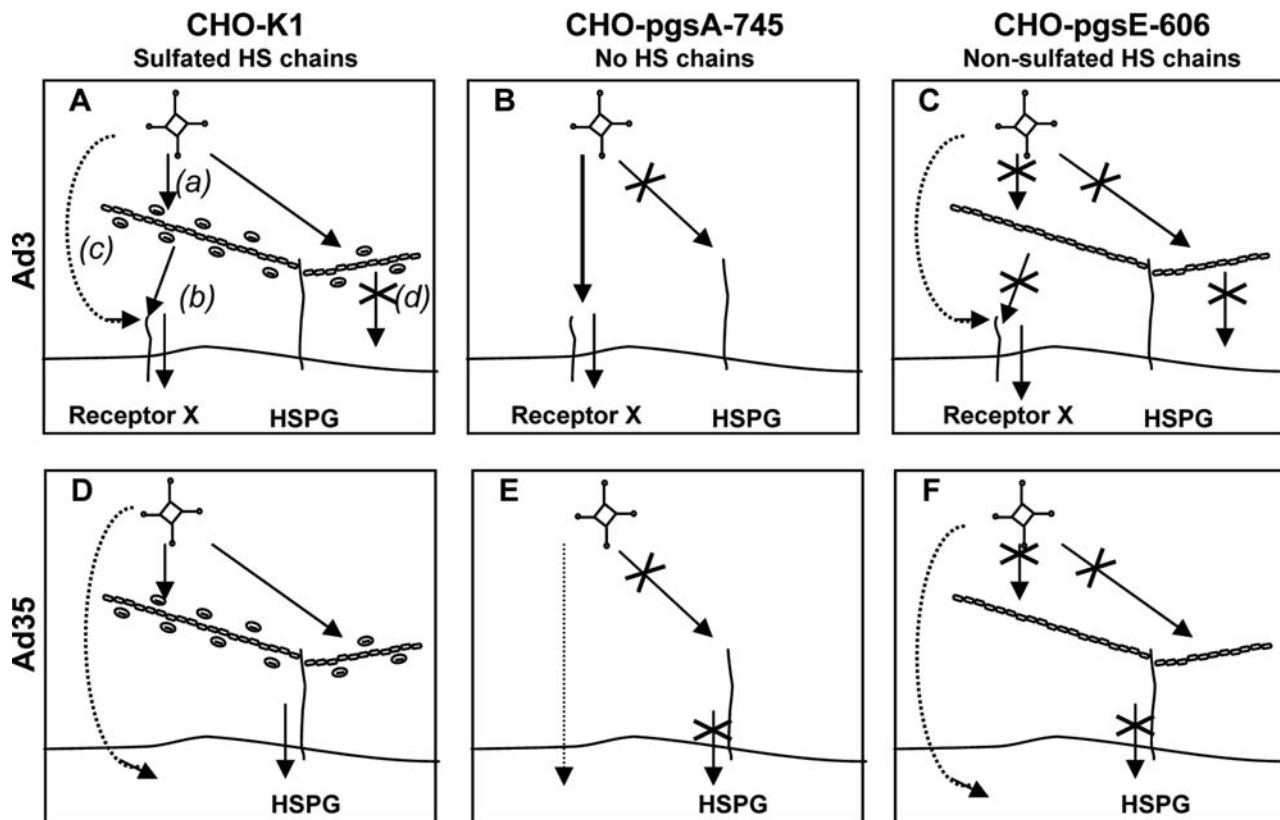 CHO-K1
Sulfated HS chains
CHO-pgsA-745
No HS chains
CHO-pgsE-606
Non-sulfated HS chains
Ad3
A
(a)
(c)
(b)
(d)
Receptor X
HSPG
B
Receptor X
HSPG
C
Receptor X
HSPG
Ad35
D
HSPG
E
HSPG
F
HSPG